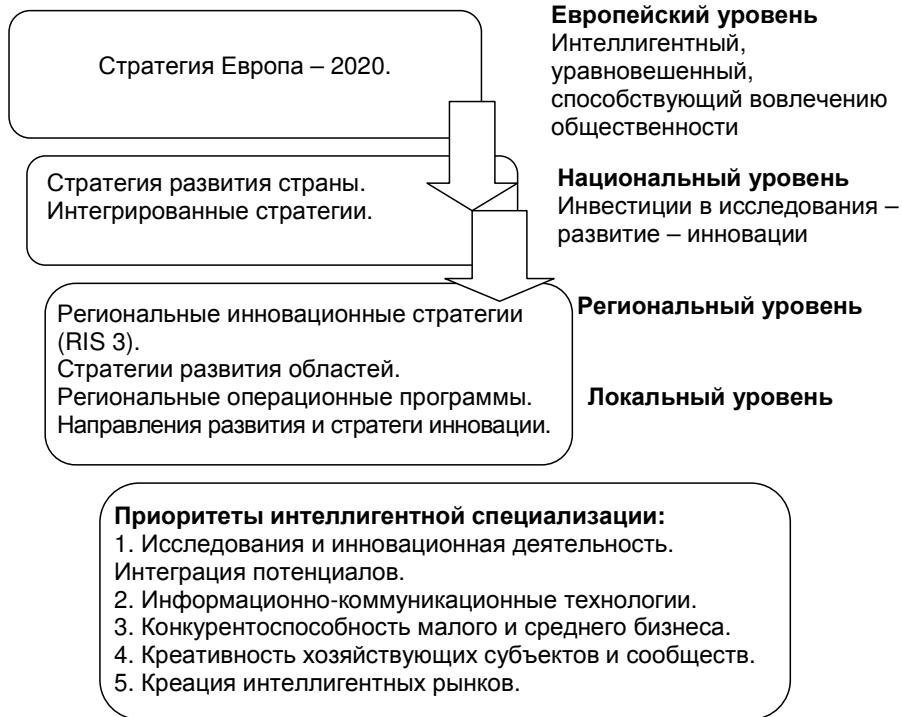 Стратегия Европа – 2020.
Европейский уровень
Интеллигентный,
уравновешенный,
способствующий вовлечению
общественности
Стратегия развития страны.
Интегрированные стратегии.
Национальный уровень
Инвестиции в исследования –
развитие – инновации
Региональные инновационные стратегии
(RIS 3).
Стратегии развития областей.
Региональные операционные программы.
Направления развития и стратеги инновации.
Региональный уровень
Локальный уровень
Приоритеты интеллигентной специализации:
1. Исследования и инновационная деятельность.
Интеграция потенциалов.
2. Информационно-коммуникационные технологии.
3. Конкурентоспособность малого и среднего бизнеса.
4. Креативность хозяйствующих субъектов и сообществ.
5. Креация интеллигентных рынков.